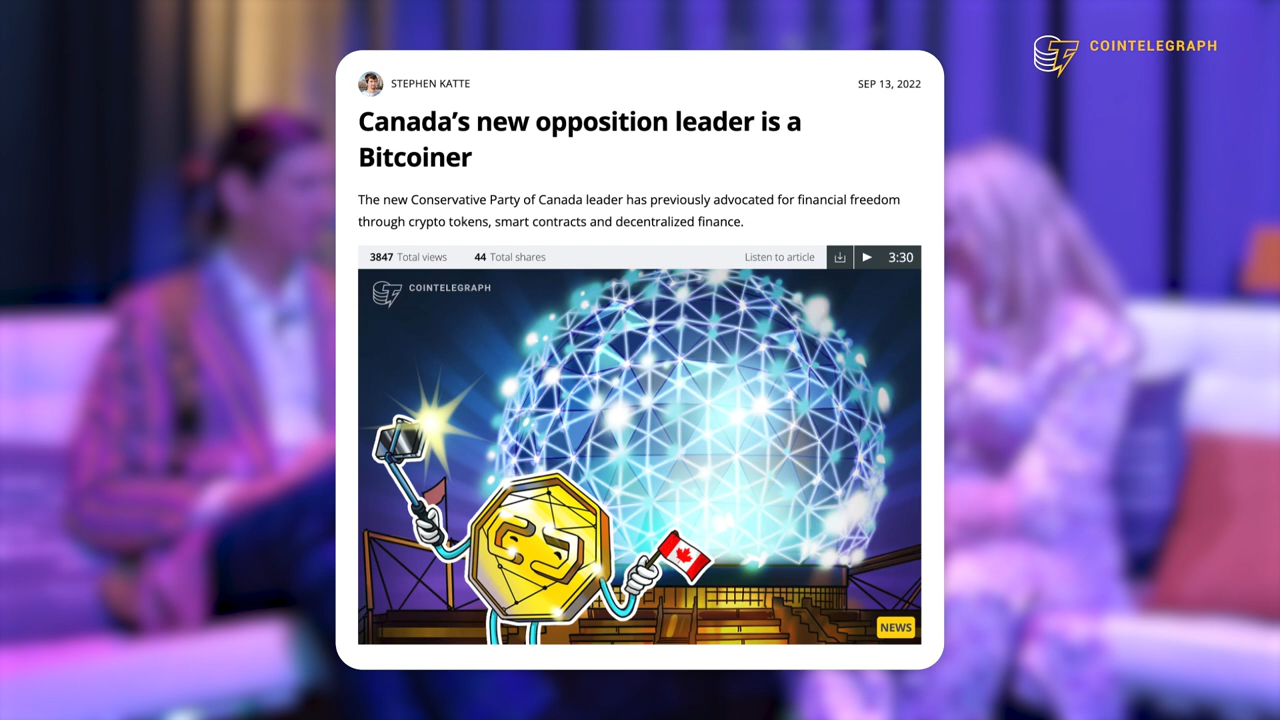 COINTELEGRAPH
STEPHEN KATTE
SEP 13, 2022
Canada’s new opposition leader is a
Bitcoiner
The new Conservative Party of Canada leader has previously advocated for financial freedom
through crypto tokens, smart contracts and decentralized finance.
3847 Total views 44 Total shares Listen to article 3:30
COINTELEGRAPH
NEWS